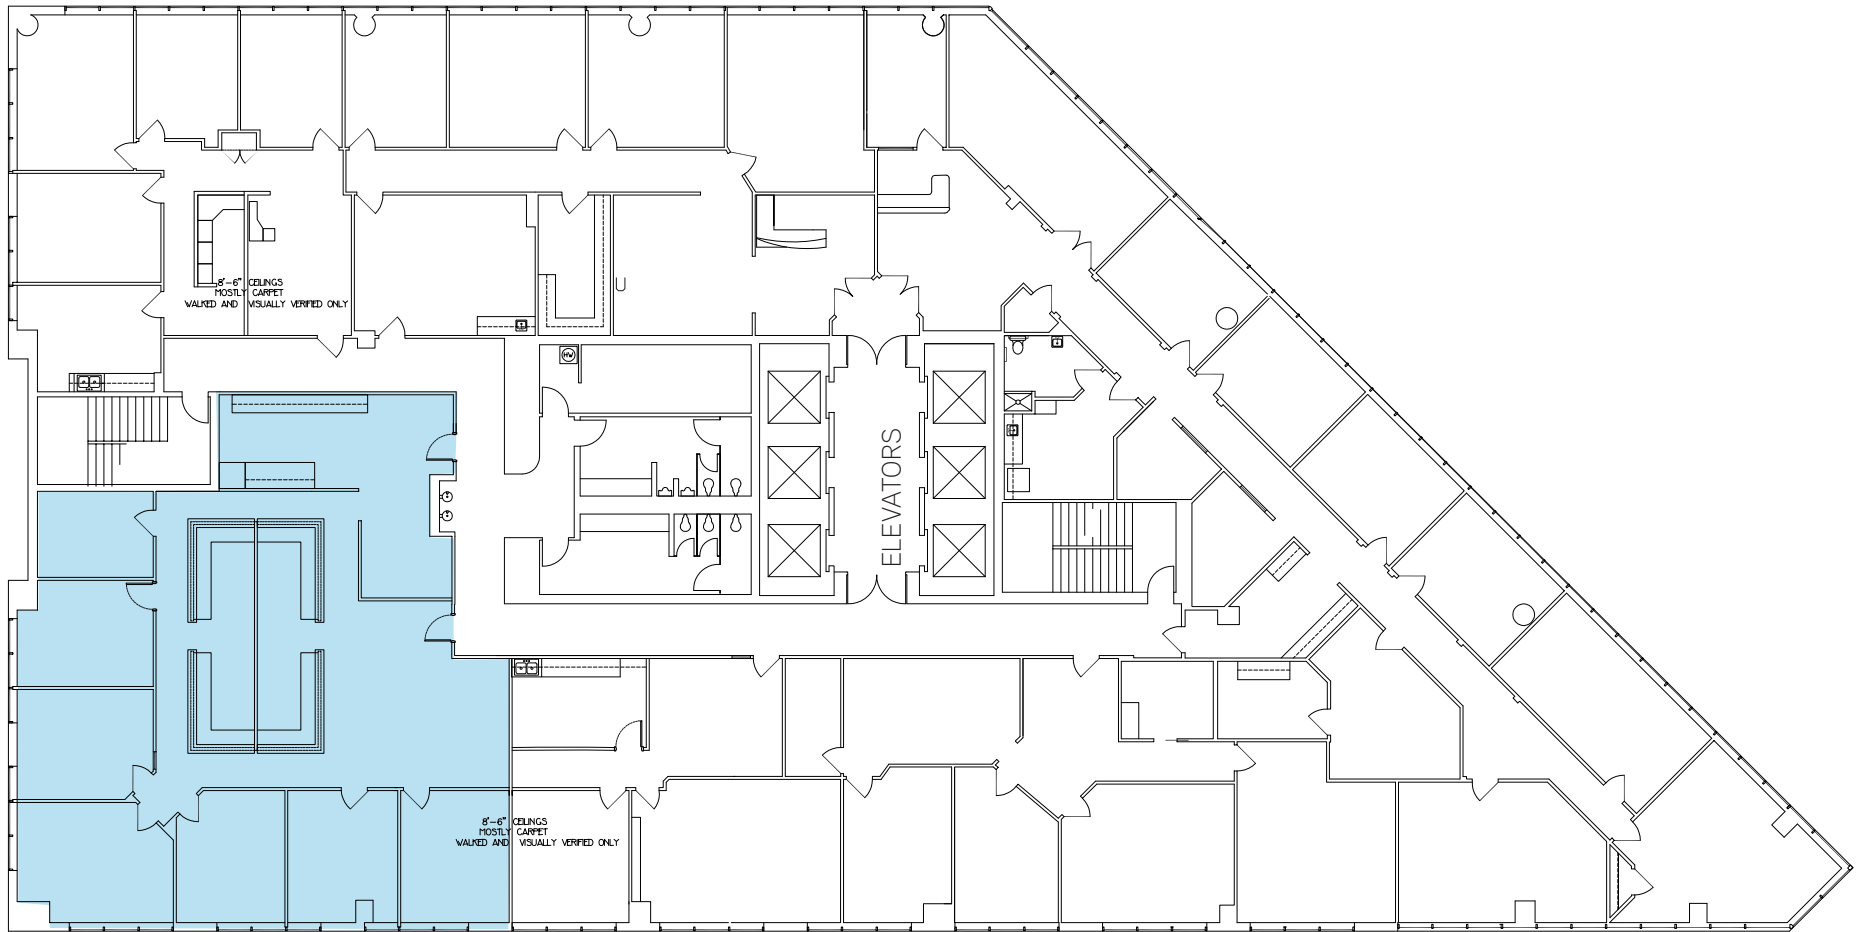 8'-6" CEILINGS
MOSTLY CARPET
WALKED AND VISUALLY VERIFIED ONLY
HW
ELEVATORS
8'-6" CEILINGS
MOSTLY CARPET
WALKED AND VISUALLY VERIFIED ONLY